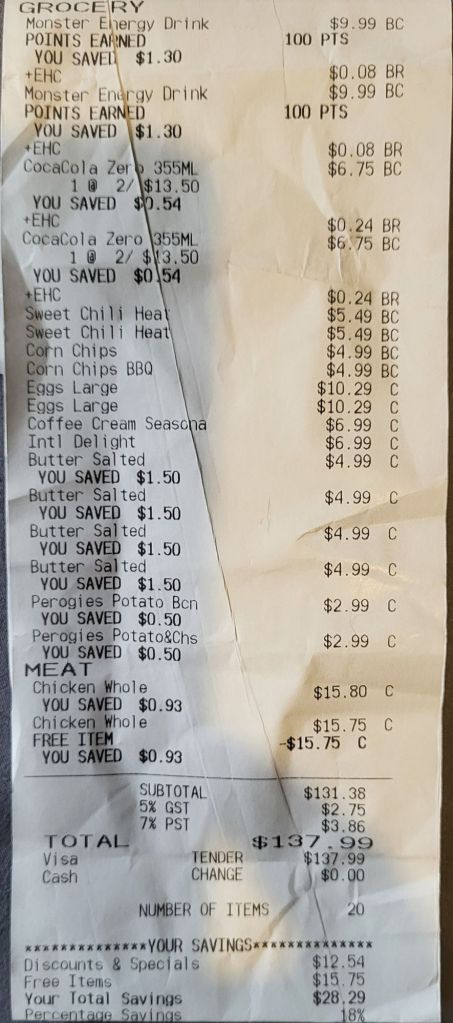 GROCERY
Monster Energy Drink $9.99 BC
POINTS EARNED 100 PTS
YOU SAVED $1.30
+EHC $0.08 BR
Monster Energy Drink $9.99 BC
POINTS EARNED 100 PTS
YOU SAVED $1.30
+EHC $0.08 BR
CocaCola Zero 355ML $6.75 BC
1 @ 2/ $13.50
YOU SAVED $0.54
+EHC $0.24 BR
CocaCola Zero 355ML $6.75 BC
1 @ 2/ $13.50
YOU SAVED $0.54
+EHC $0.24 BR
Sweet Chili Heat $5.49 BC
Sweet Chili Heat $5.49 BC
Corn Chips $4.99 BC
Corn Chips BBQ $4.99 BC
Eggs Large $10.29 C
Eggs Large $10.29 C
Coffee Cream Seasona $6.99 C
Intl Delight $6.99 C
Butter Salted $4.99 C
YOU SAVED $1.50
Butter Salted $4.99 C
YOU SAVED $1.50
Butter Salted $4.99 C
YOU SAVED $1.50
Butter Salted $4.99 C
YOU SAVED $1.50
Perogies Potato Bcn $2.99 C
YOU SAVED $0.50
Perogies Potato&Chs $2.99 C
YOU SAVED $0.50
MEAT
Chicken Whole $15.80 C
YOU SAVED $0.93
Chicken Whole $15.75 C
FREE ITEM -$15.75 C
YOU SAVED $0.93
SUBTOTAL $131.38
5% GST $2.75
7% PST $3.86
TOTAL $137.99
Visa TENDER $137.99
Cash CHANGE $0.00
NUMBER OF ITEMS 20
**************YOUR SAVINGS**************
Discounts & Specials $12.54
Free Items $15.75
Your Total Savings $28.29
Percentage Savings 18%